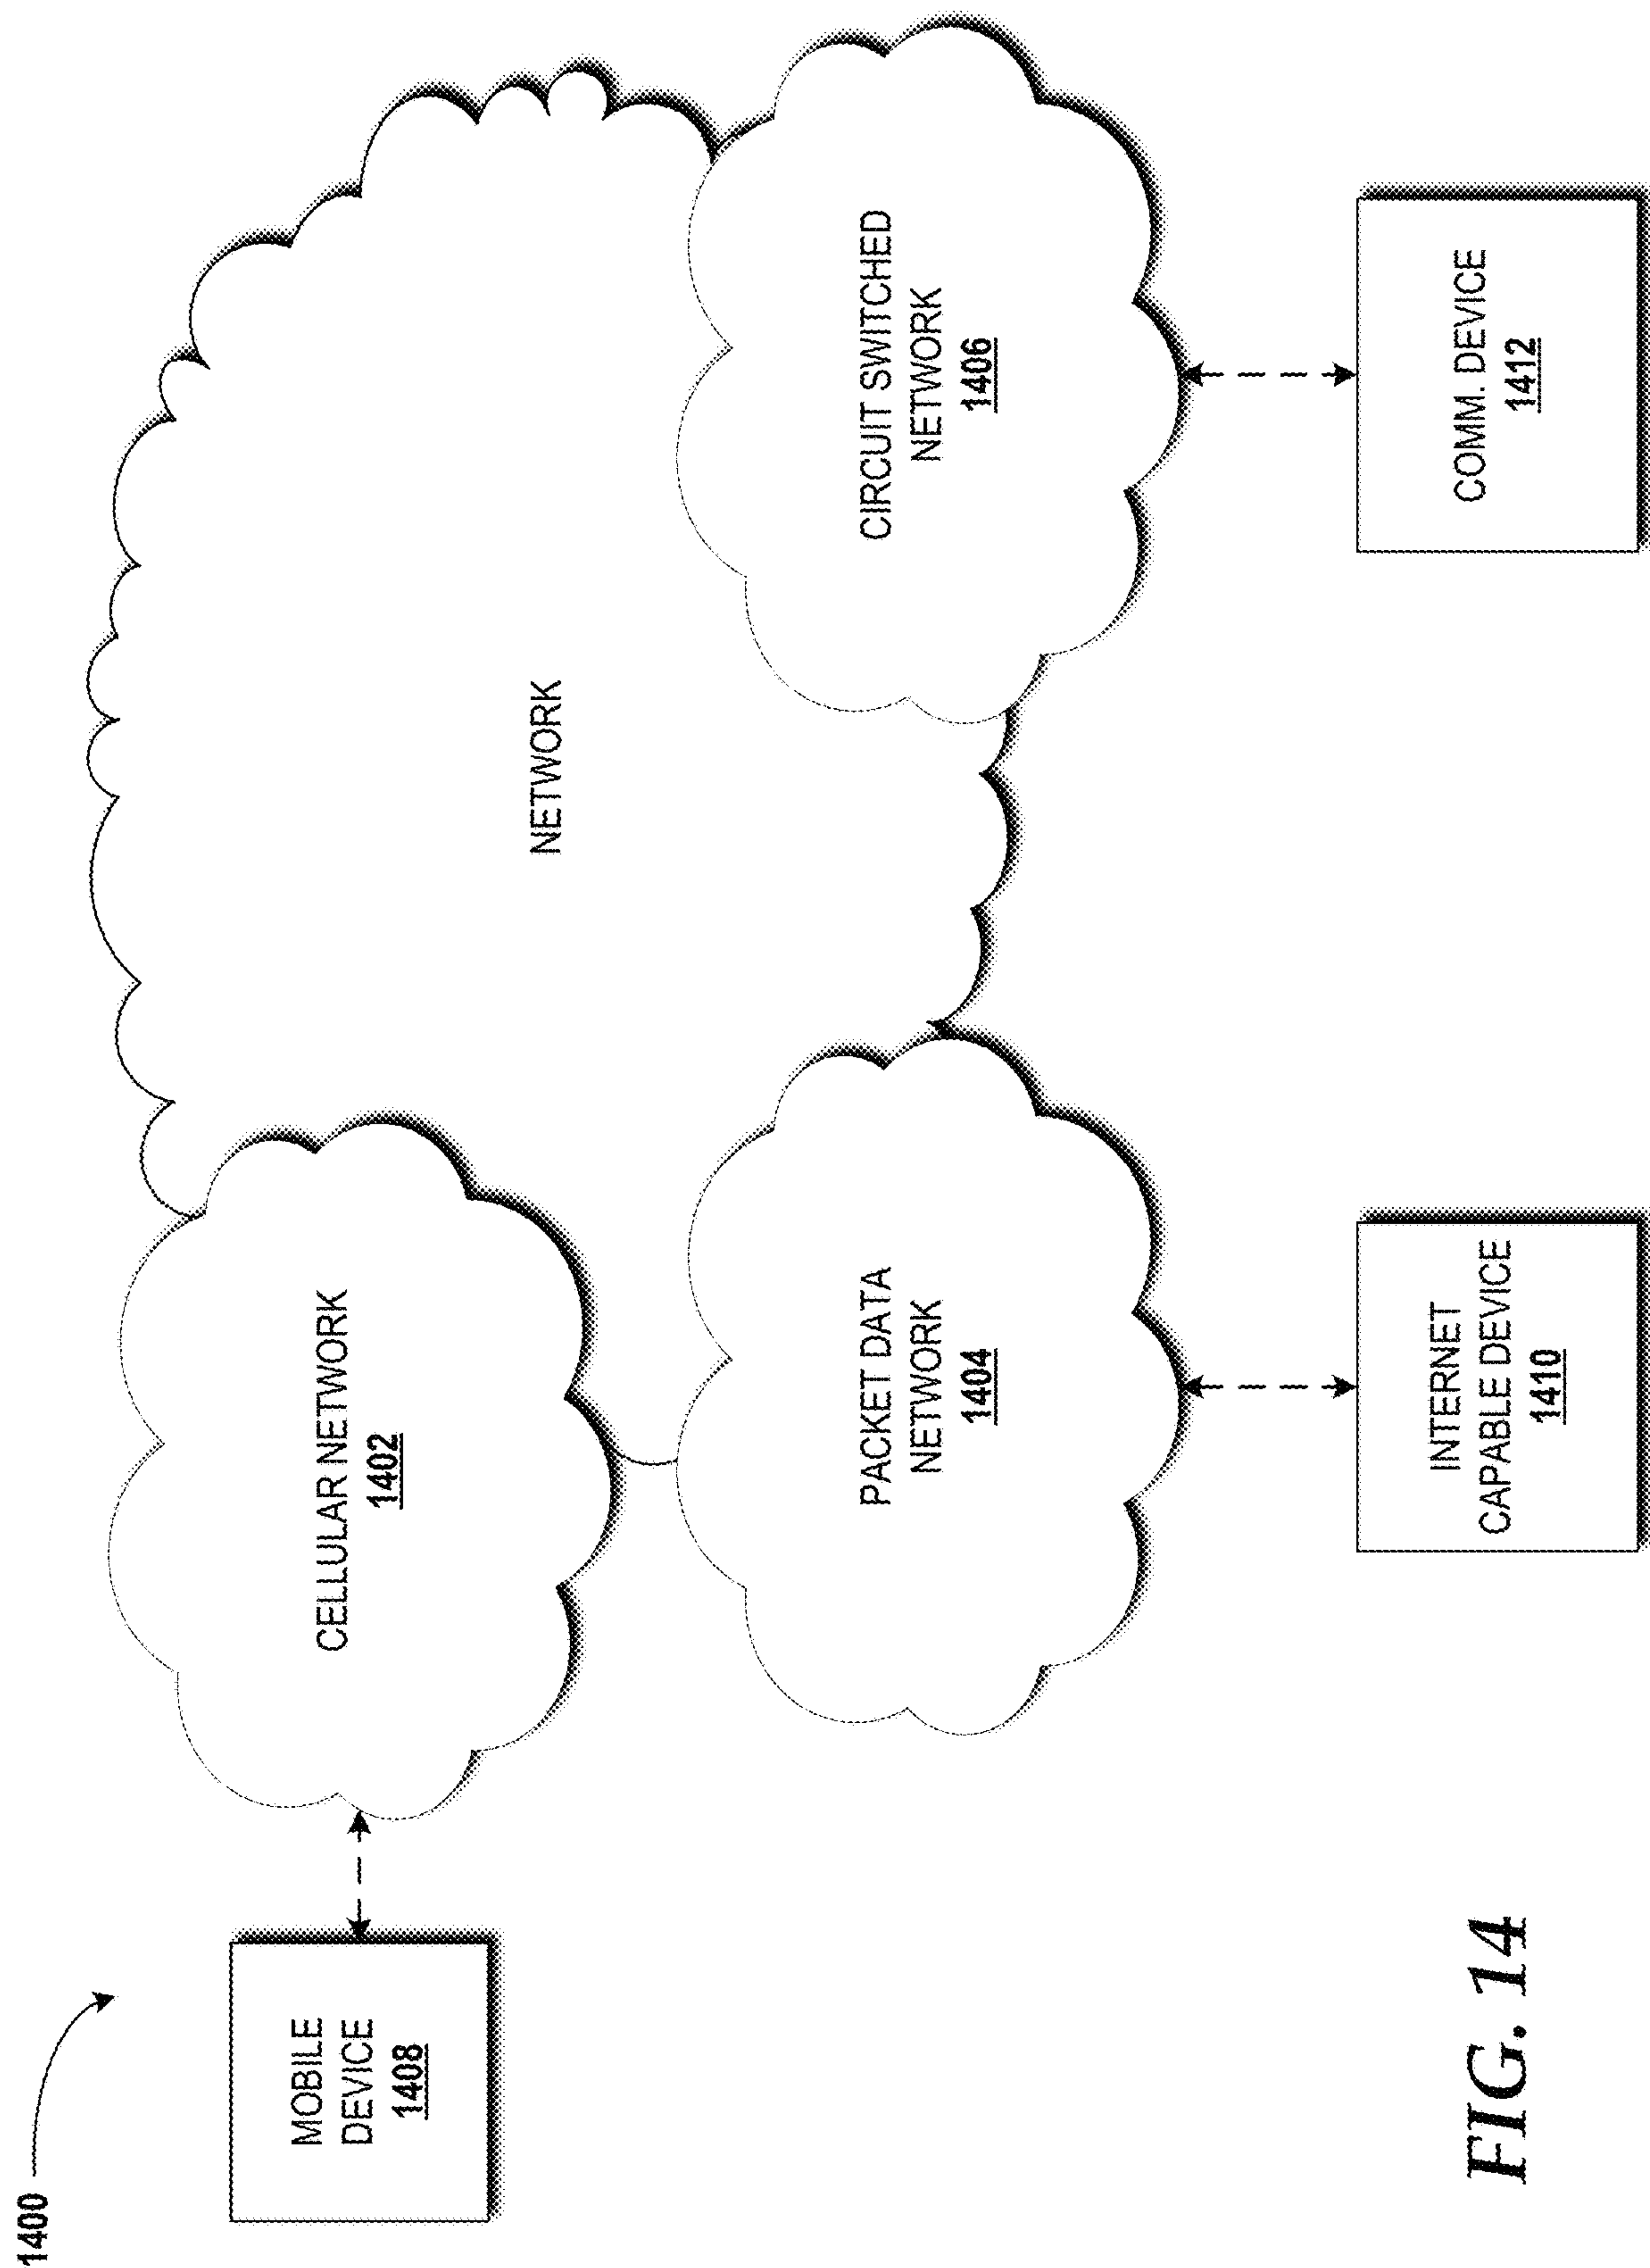 1400
MOBILE
DEVICE
1408
CELLULAR NETWORK
1402
NETWORK
PACKET DATA
NETWORK
1404
CIRCUIT SWITCHED
NETWORK
1406
INTERNET
CAPABLE DEVICE
1410
COMM. DEVICE
1412
FIG. 14